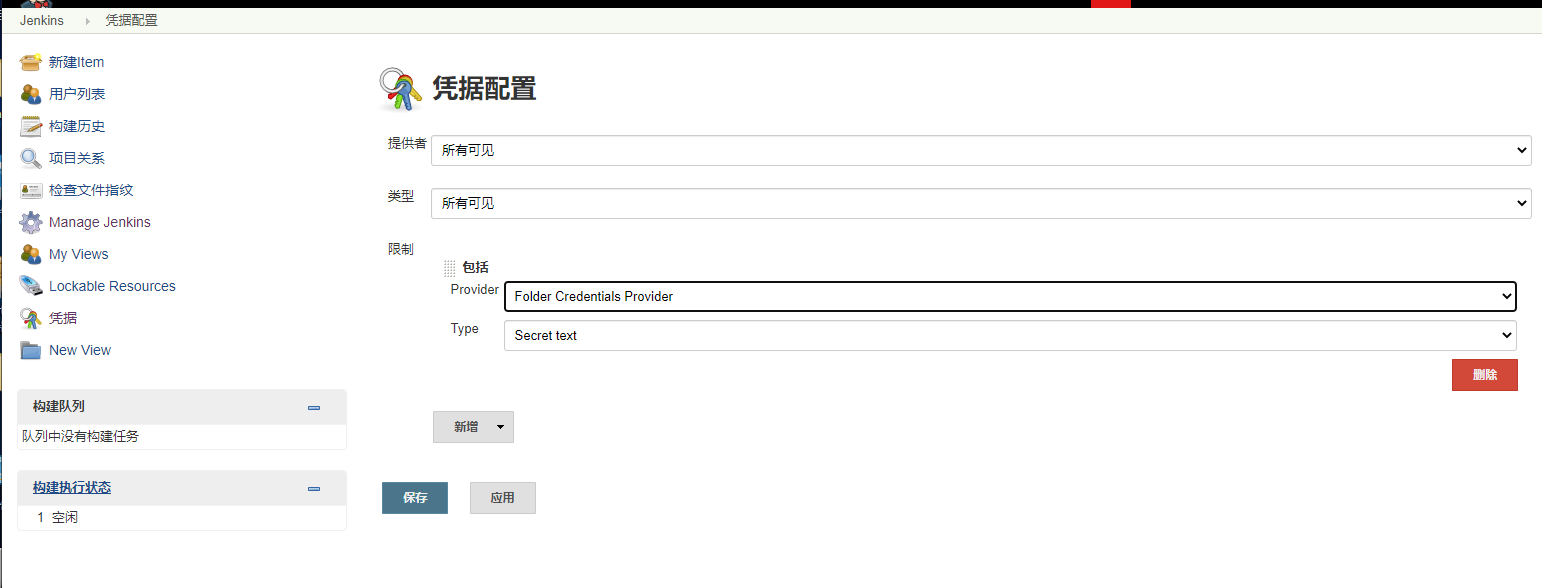 Jenkins 凭据配置
新建Item
用户列表
构建历史
项目关系
检查文件指纹
Manage Jenkins
My Views
Lockable Resources
凭据
New View
构建队列
队列中没有构建任务
构建执行状态
1 空闲
凭据配置
提供者 所有可见
类型 所有可见
限制
包括
Provider Folder Credentials Provider
Type Secret text
删除
新增
保存 应用